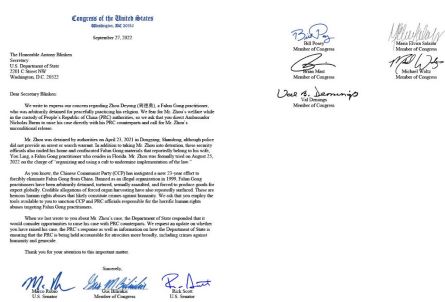 Congress of the United States
Washington, DC 20515
September 27, 2022
The Honorable Antony Blinken
Secretary
U.S. Department of State
2201 C Street NW
Washington, D.C. 20522
Dear Secretary Blinken:
We write to express our concern regarding Zhou Deyong (周德勇), a Falun Gong practitioner,
who was arbitrarily detained for peacefully practicing his religion. We fear for Mr. Zhou's welfare while
in the custody of People's Republic of China (PRC) authorities, so we ask that you direct Ambassador
Nicholas Burns to raise his case directly with his PRC counterparts and call for Mr. Zhou's
unconditional release.
Mr. Zhou was detained by authorities on April 23, 2021 in Dongying, Shandong, although police
did not provide an arrest or search warrant. In addition to taking Mr. Zhou into detention, these security
officials also ended his home and confiscated Falun Gong materials that reportedly belong to his wife,
You Ling, a Falun Gong practitioner who resides in Florida. Mr. Zhou was formally tried on August 25,
2022 on the charge of "organizing and using a cult to undermine implementation of the law."
As you know, the Chinese Communist Party (CCP) has instigated a now 23-year effort to
forcibly eliminate Falun Gong from China. Banned as an illegal organization in 1999, Falun Gong
practitioners have been arbitrarily detained, tortured, sexually assaulted, and forced to produce goods for
export globally. Credible allegations of forced organ harvesting have also repeatedly surfaced. These are
heinous human rights abuses that likely constitute crimes against humanity. We ask that you employ the
tools available to you to sanction CCP and PRC officials responsible for the horrific human rights
abuses targeting Falun Gong practitioners.
When we last wrote to you about Mr. Zhou's case, the Department of State responded that it
would consider opportunities to raise his case with PRC counterparts. We request an update on whether
you have raised his case, the PRC's response as well as information on how the Department of State is
ensuring that the PRC is being held accountable for atrocities more broadly, including crimes against
humanity and genocide.
Thank you for your attention to this important matter.
Sincerely,
Marco Rubio
U.S. Senator
Gus Bilirakis
Member of Congress
Rick Scott
U.S. Senator
Bill Posey
Member of Congress
Maria Elvira Salazar
Member of Congress
Brian Mast
Member of Congress
Michael Waltz
Member of Congress
Val B. Demings
Val Demings
Member of Congress